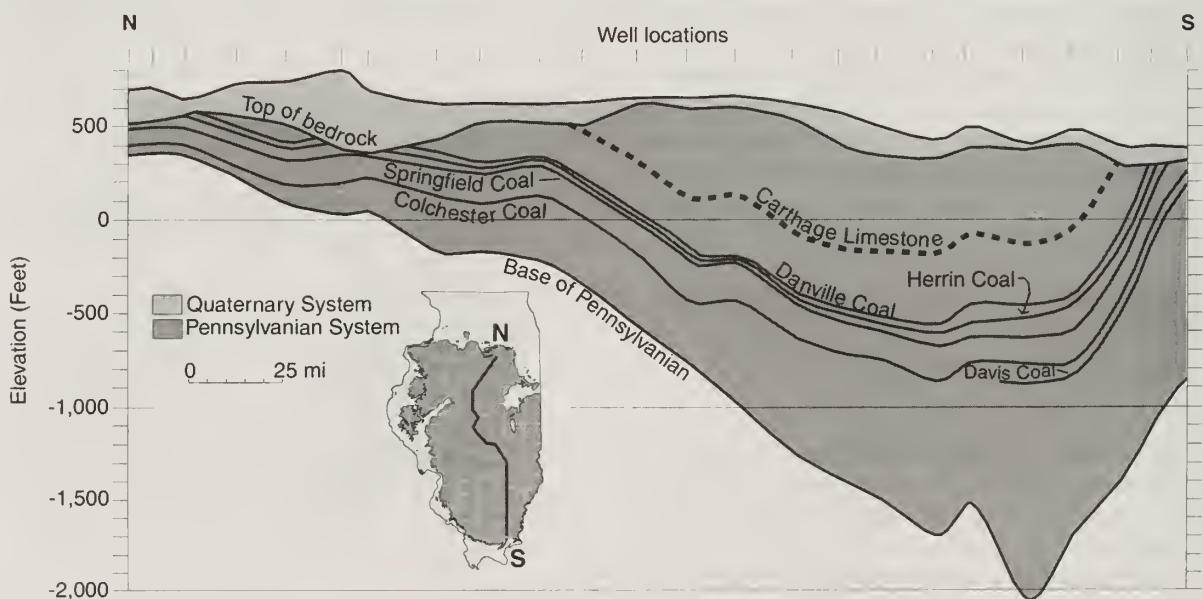 N
S
Well locations
Elevation (Feet)
500
0
-500
-1,000
-1,500
-2,000
Top of bedrock
Springfield Coal
Colchester Coal
Carthage Limestone
Herrin Coal
Danville Coal
Base of Pennsylvanian
Davis Coal
Quaternary System
Pennsylvanian System
0 25 mi
N
S